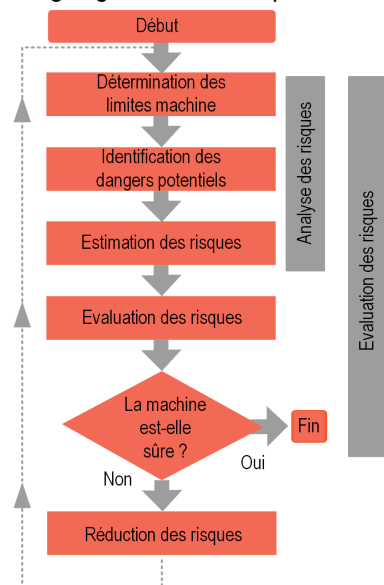 Début
Détermination des
limites machine
Identification des
dangers potentiels
Estimation des risques
Evaluation des risques
La machine
est-elle
sûre ?
Oui
Fin
Non
Réduction des risques
Analyse des risques
Evaluation des risques